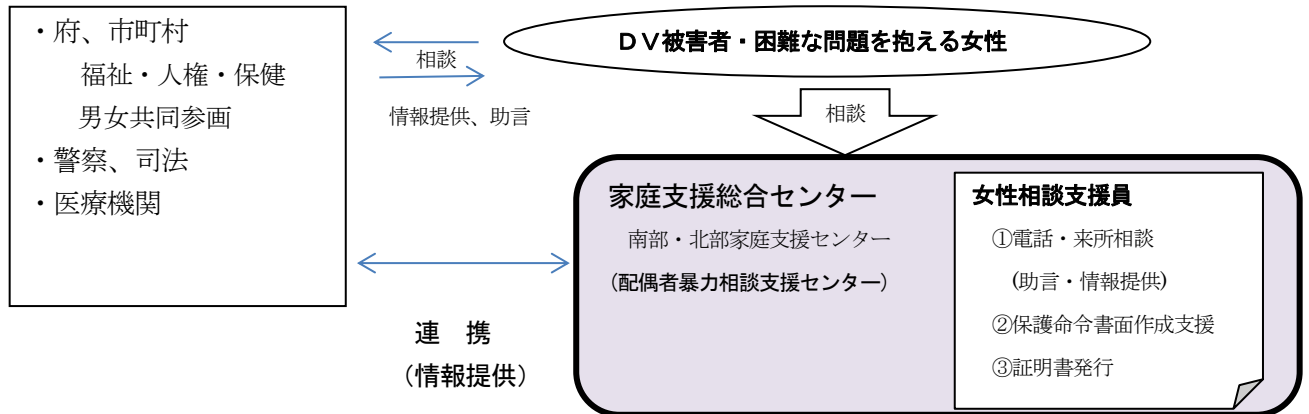 ・府、市町村
福祉・人権・保健
男女共同参画
・警察、司法
・医療機関
相談
情報提供、助言
ＤＶ被害者・困難な問題を抱える女性
相談
家庭支援総合センター
南部・北部家庭支援センター
（配偶者暴力相談支援センター）
女性相談支援員
①電話・来所相談
(助言・情報提供)
②保護命令書面作成支援
③証明書発行
連　携
（情報提供）